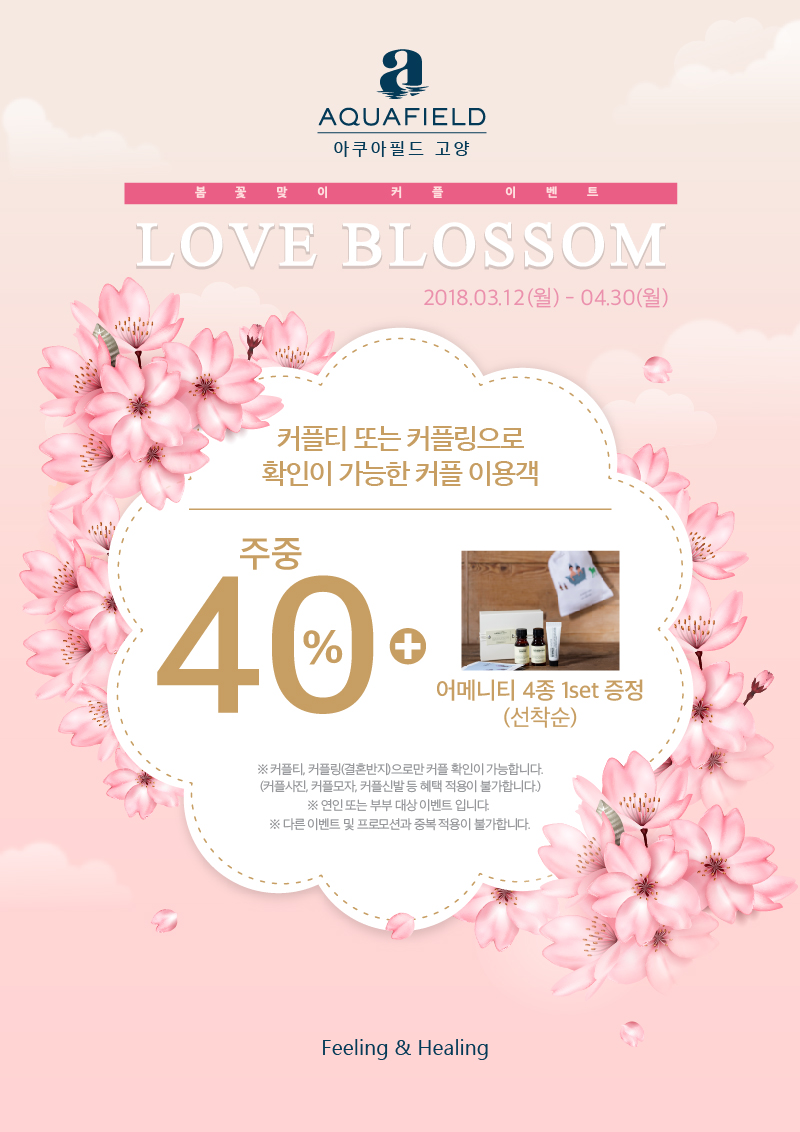 a
AQUAFIELD
아쿠아필드 고양
봄꽃맞이 커플 이벤트
LOVE BLOSSOM
2018.03.12(월) - 04.30(월)
커플티 또는 커플링으로
확인이 가능한 커플 이용객
주중
40%
+
어메니티 4종 1set 증정
(선착순)
※ 커플티, 커플링(결혼반지)으로만 커플 확인이 가능합니다.
(커플사진, 커플모자, 커플신발 등 혜택 적용이 불가합니다.)
※ 연인 또는 부부 대상 이벤트 입니다.
※ 다른 이벤트 및 프로모션과 중복 적용이 불가합니다.
Feeling & Healing